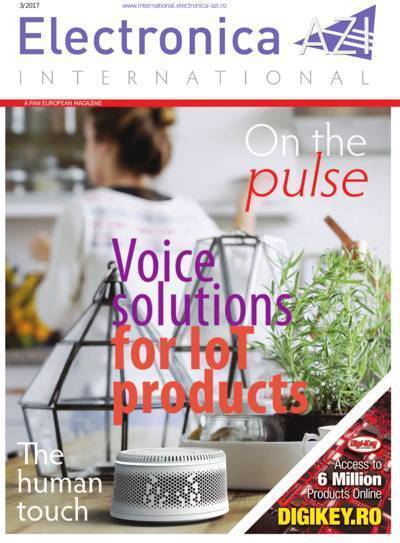 3/2017
www.international.electronica-azi.ro
Electronica AZI
INTERNATIONAL
A PAN EUROPEAN MAGAZINE
On the
pulse
Voice
solutions
for IoT
products
The
human
touch
Digi-Key
Access to
6 Million
Products Online
DIGIKEY.RO